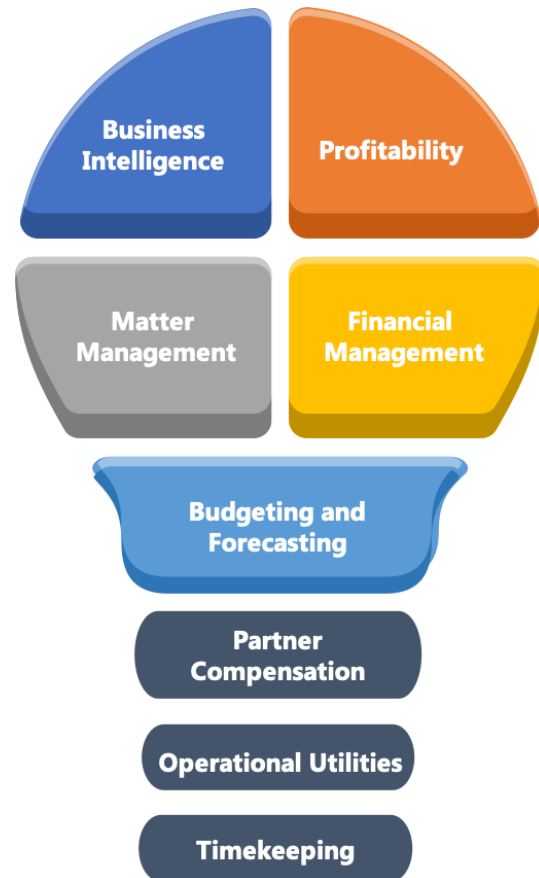 Business
Intelligence
Profitability
Matter
Management
Financial
Management
Budgeting and
Forecasting
Partner
Compensation
Operational Utilities
Timekeeping